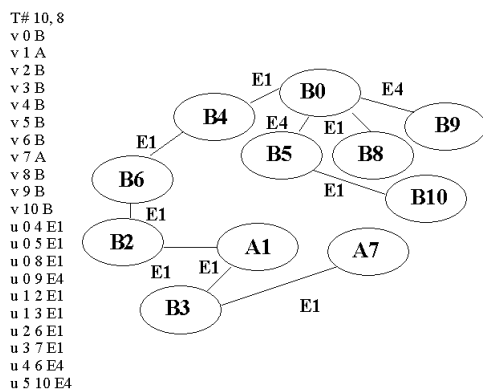 T# 10, 8
v 0 B
v 1 A
v 2 B
v 3 B
v 4 B
v 5 B
v 6 B
v 7 A
v 8 B
v 9 B
v 10 B
u 0 4 E1
u 0 5 E1
u 0 8 E1
u 0 9 E4
u 1 2 E1
u 1 3 E1
u 2 6 E1
u 3 7 E1
u 4 6 E4
u 5 10 E4
E1
B0
E4
B4
B9
E4
E1
E1
B5
B8
B6
E1
B10
E1
B2
A1
A7
E1
E1
B3
E1